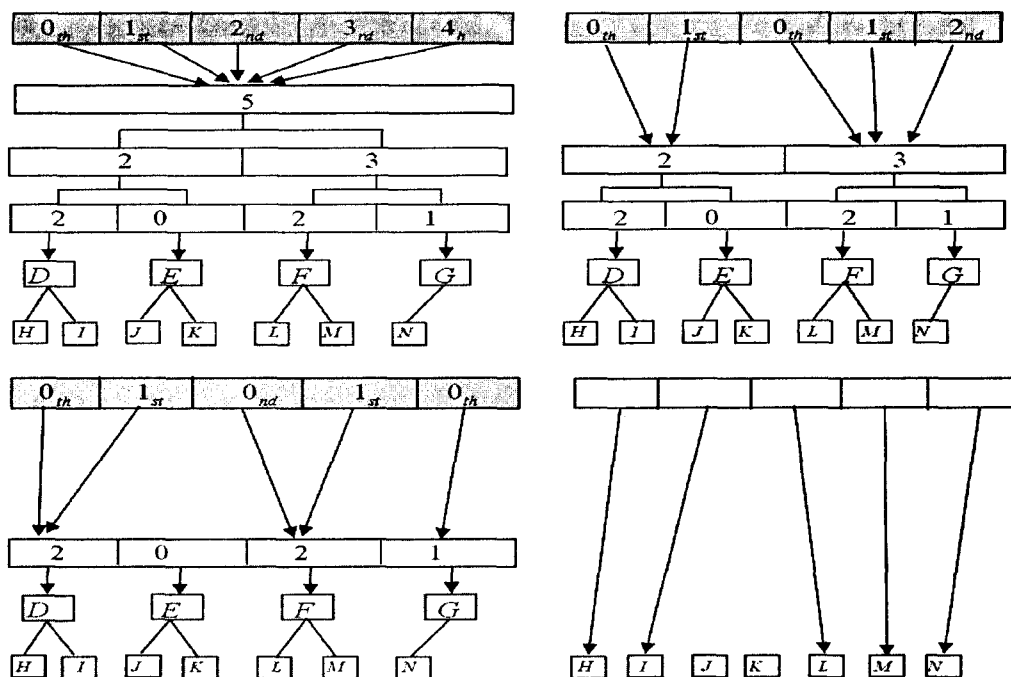 0th 1st 2nd 3rd 4h
5
2 3
2 0 2 1
D E F G
H I J K L M N
0th 1st 0th 1st 2nd
2 3
2 0 2 1
D E F G
H I J K L M N
0th 1st 0nd 1st 0th
2 0 2 1
D E F G
H I J K L M N
H I J K L M N